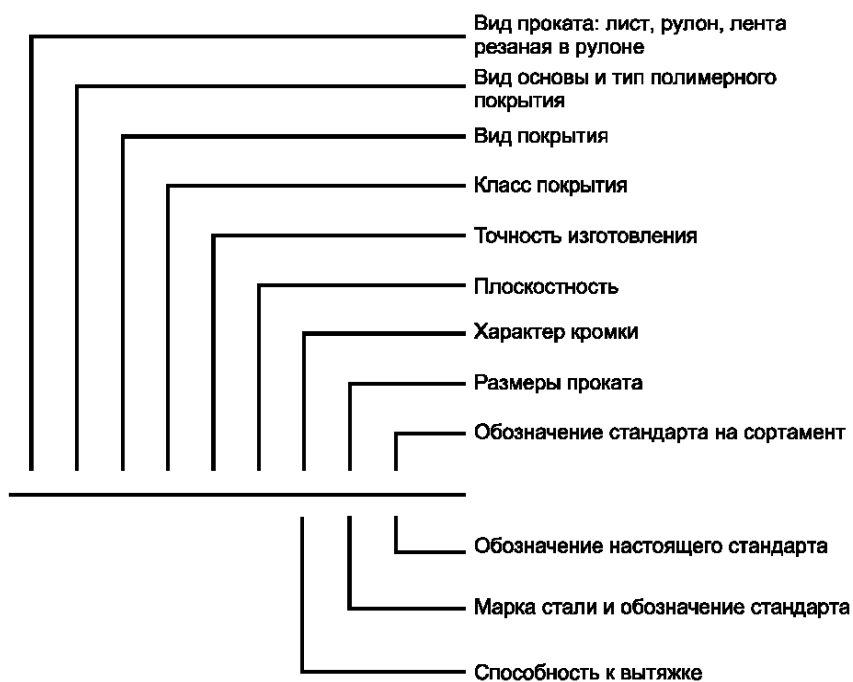 Вид проката: лист, рулон, лента
резаная в рулоне
Вид основы и тип полимерного
покрытия
Вид покрытия
Класс покрытия
Точность изготовления
Плоскостность
Характер кромки
Размеры проката
Обозначение стандарта на сортамент
Обозначение настоящего стандарта
Марка стали и обозначение стандарта
Способность к вытяжке